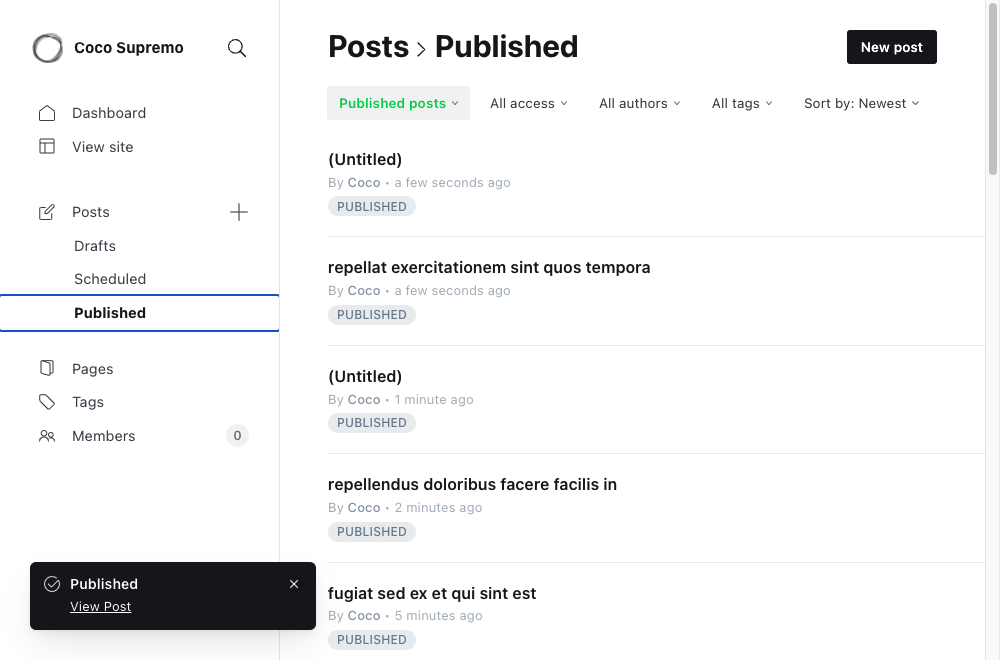 Coco Supremo
Dashboard
View site
Posts
Drafts
Scheduled
Published
Pages
Tags
Members 0
Posts Published
New post
Published posts All access All authors All tags Sort by: Newest
(Untitled)
By Coco • a few seconds ago
PUBLISHED
repellat exercitationem sint quos tempora
By Coco • a few seconds ago
PUBLISHED
(Untitled)
By Coco • 1 minute ago
PUBLISHED
repellendus doloribus facere facilis in
By Coco • 2 minutes ago
PUBLISHED
fugiat sed ex et qui sint est
By Coco • 5 minutes ago
PUBLISHED
Published
View Post